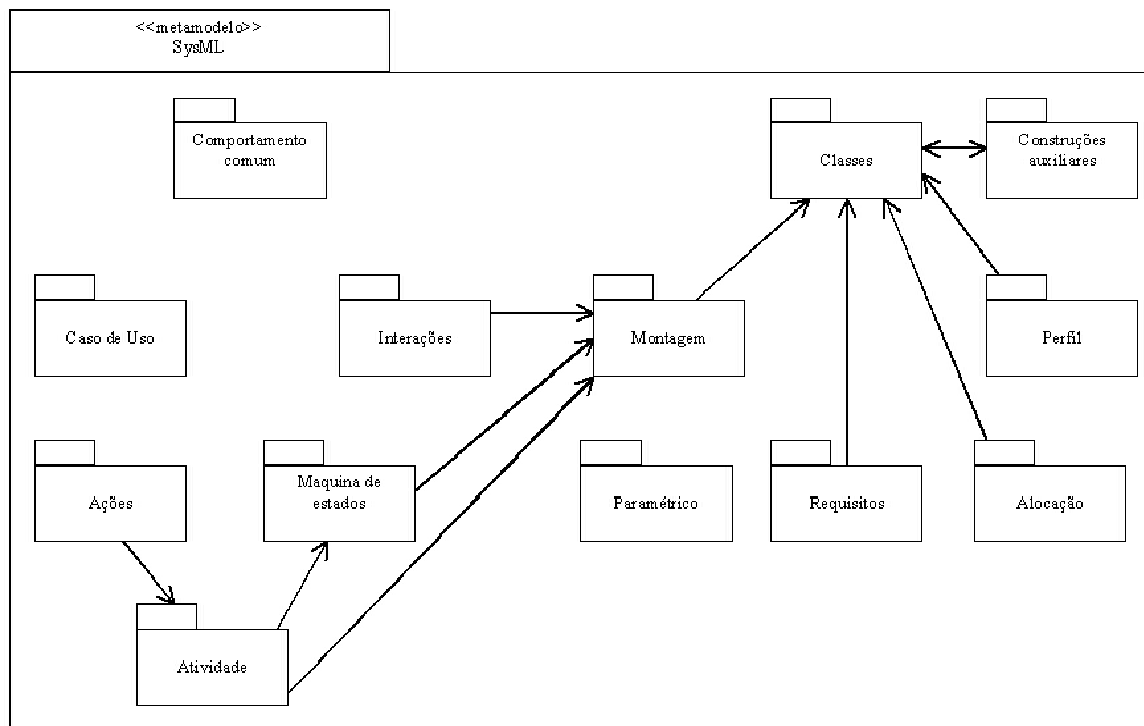 <<metamodelo>>
SysML
Comportamento
comum
Classes
Construções
auxiliares
Caso de Uso
Interações
Montagem
Perfil
Ações
Maquina de
estados
Paramétrico
Requisitos
Alocação
Atividade